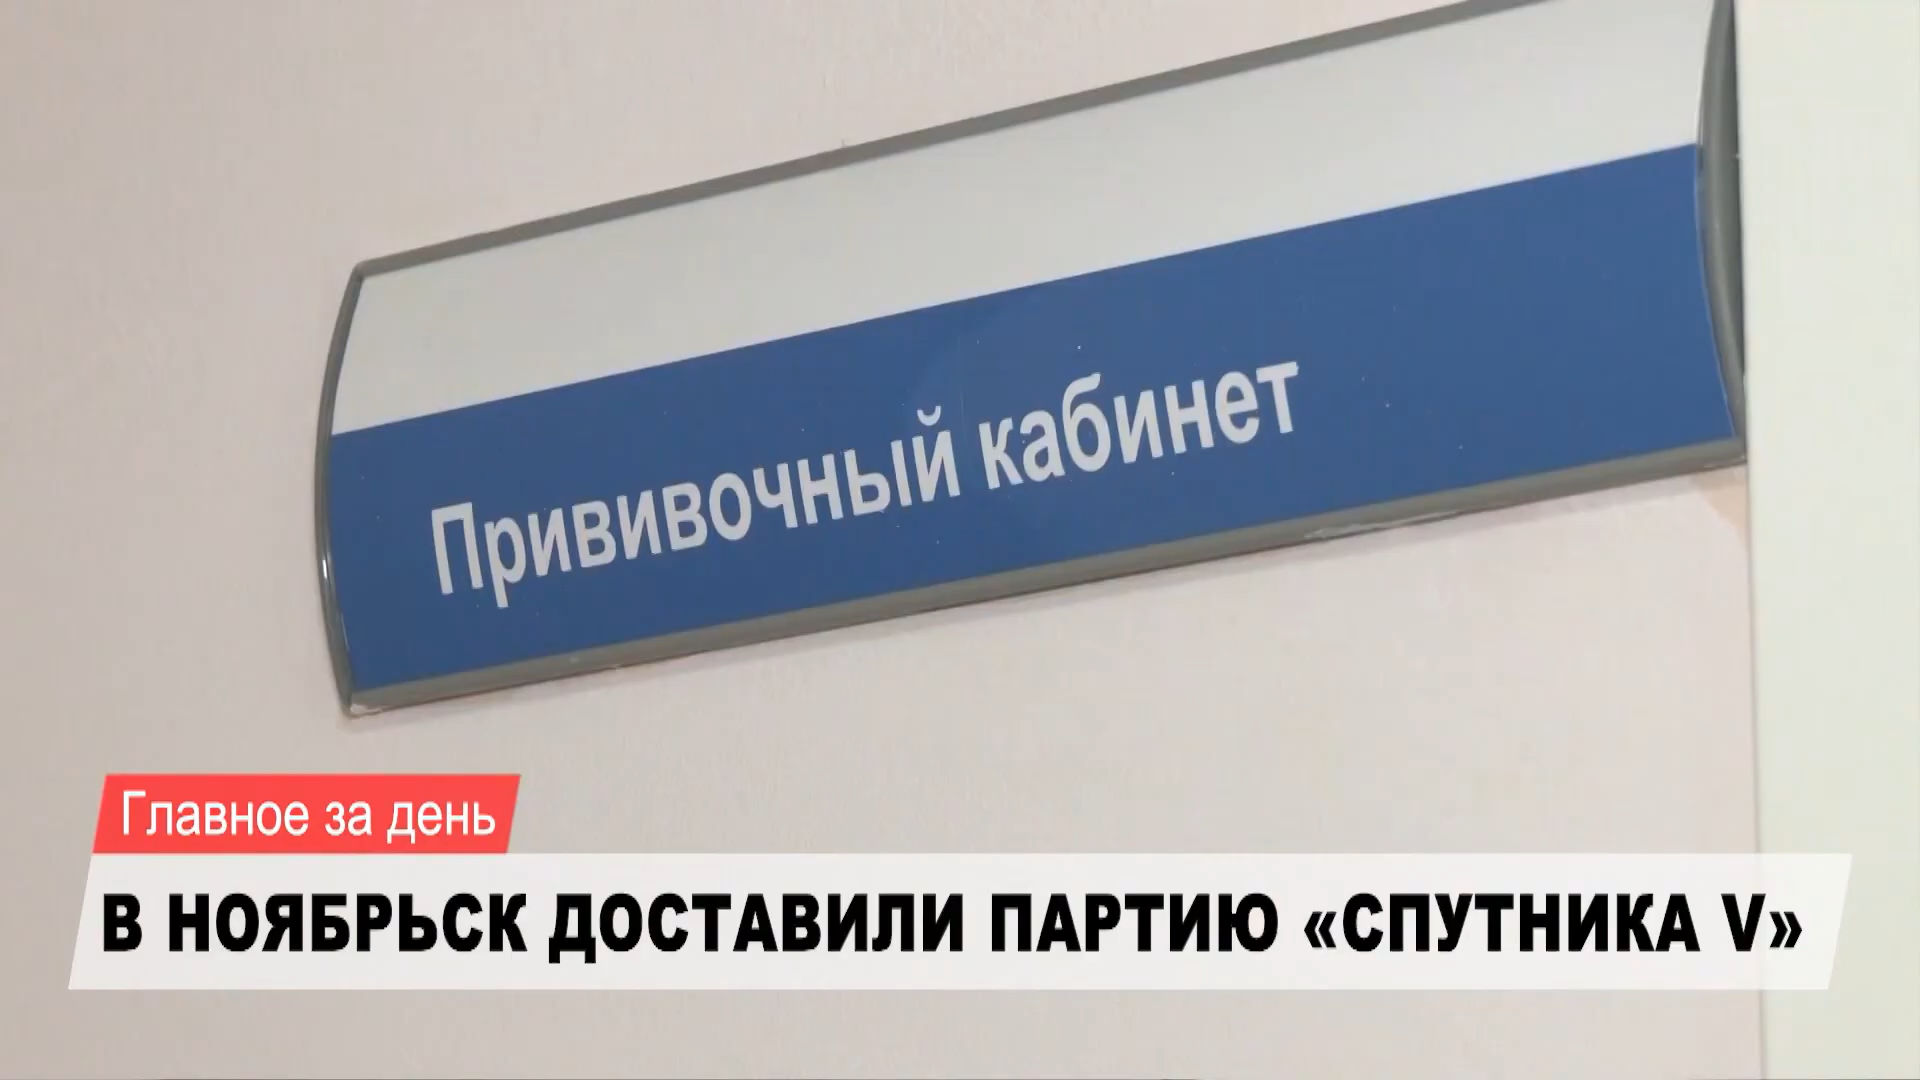 Прививочный кабинет
Главное за день
В НОЯБРЬСК ДОСТАВИЛИ ПАРТИЮ «СПУТНИКА V»